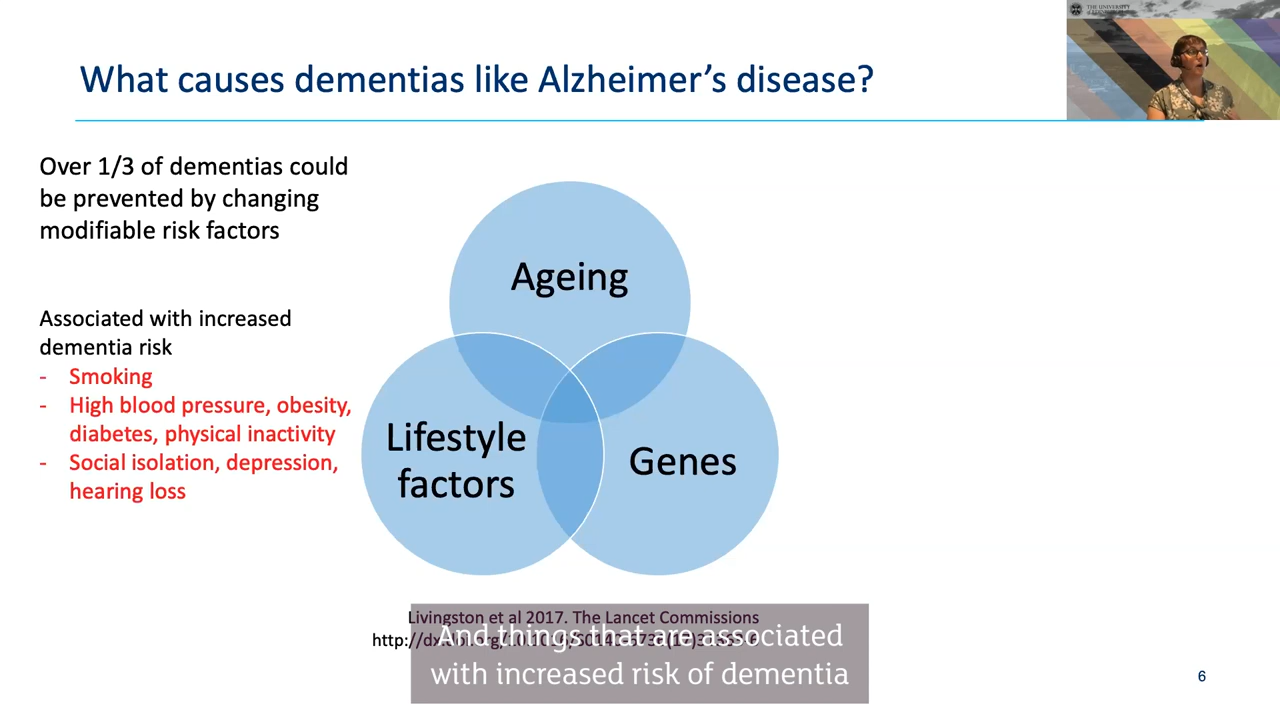 THE UNIVERSITY
What causes dementias like Alzheimer's disease?
Over 1/3 of dementias could
be prevented by changing
modifiable risk factors
Associated with increased
dementia risk
- Smoking
- High blood pressure, obesity,
diabetes, physical inactivity
- Social isolation, depression,
hearing loss
Ageing
Lifestyle
factors
Genes
Livingston et al 2017. The Lancet Commissions
And things that are associated
with increased risk of dementia
6